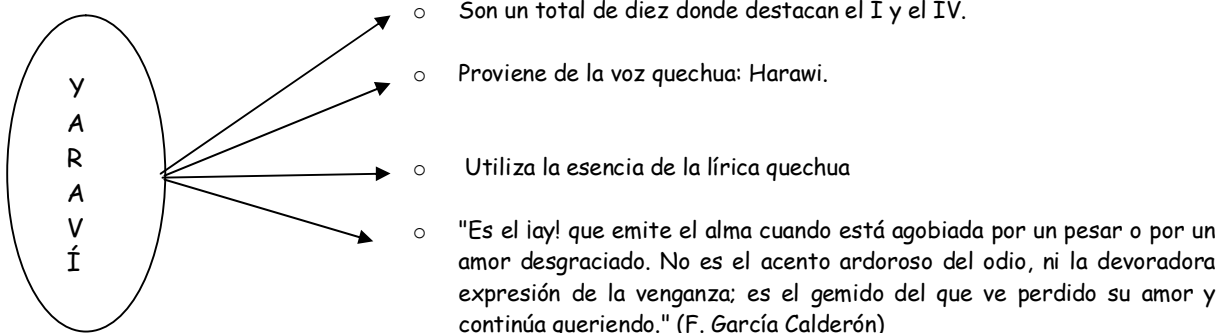 Y
A
R
A
V
Í
o Son un total de diez donde destacan el I y el IV.
o Proviene de la voz quechua: Harawi.
o Utiliza la esencia de la lírica quechua
o "Es el ¡ay! que emite el alma cuando está agobiada por un pesar o por un
amor desgraciado. No es el acento ardoroso del odio, ni la devoradora
expresión de la venganza; es el gemido del que ve perdido su amor y
continúa queriendo." (F. García Calderón)